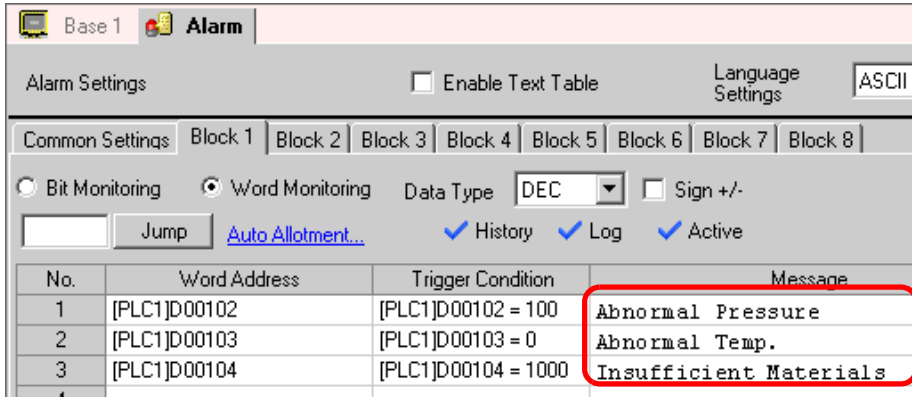 Base 1 Alarm
Alarm Settings Enable Text Table Language Settings ASCII
Common Settings Block 1 Block 2 Block 3 Block 4 Block 5 Block 6 Block 7 Block 8
Bit Monitoring Word Monitoring Data Type DEC Sign +/-
Jump Auto Allotment... History Log Active
No. Word Address Trigger Condition Message
1 [PLC1]D00102 [PLC1]D00102 = 100 Abnormal Pressure
2 [PLC1]D00103 [PLC1]D00103 = 0 Abnormal Temp.
3 [PLC1]D00104 [PLC1]D00104 = 1000 Insufficient Materials